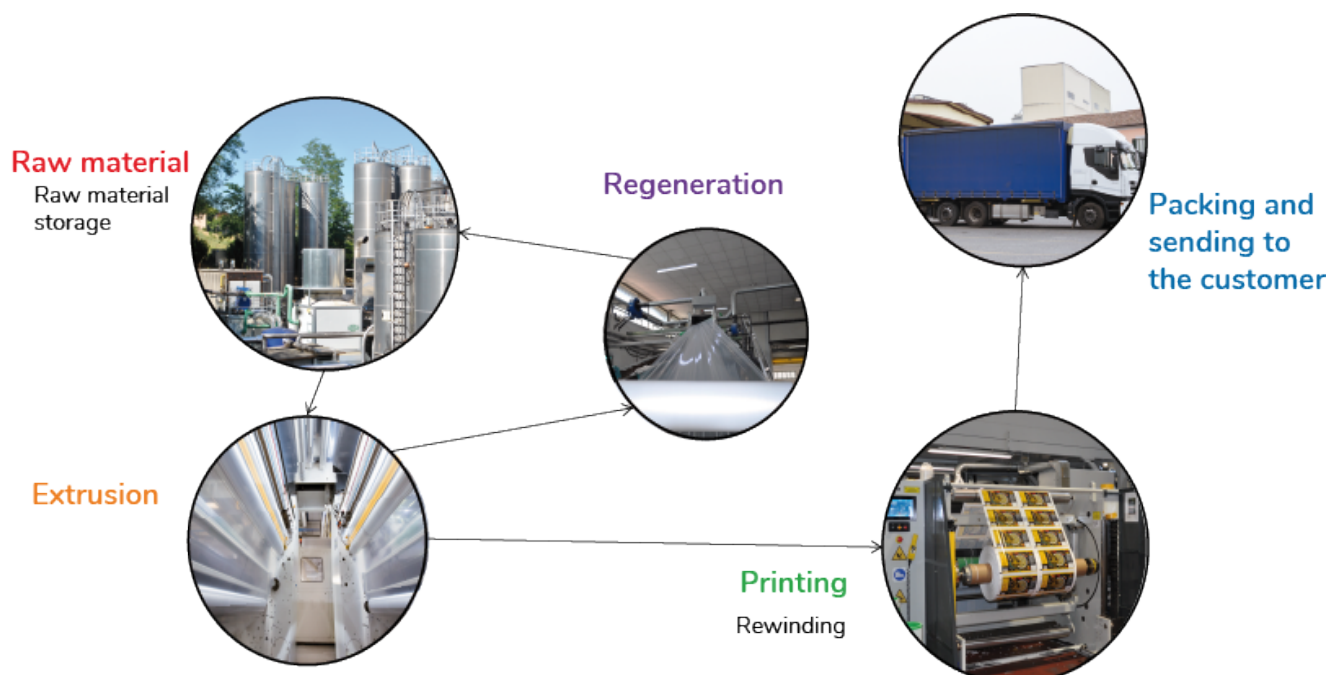 Raw material
Raw material
storage
Regeneration
Packing and
sending to
the customer
Extrusion
Printing
Rewinding